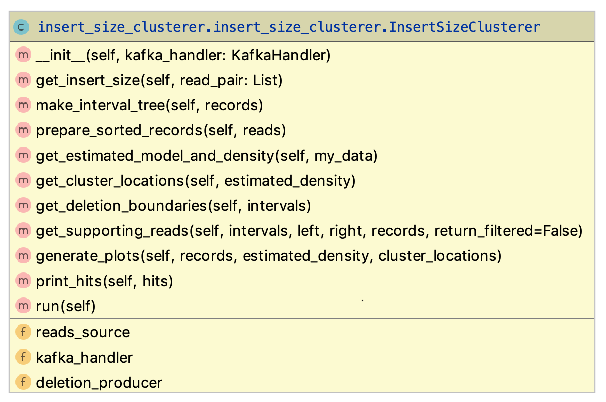 c insert_size_clusterer.insert_size_clusterer.InsertSizeClusterer
m __init__(self, kafka_handler: KafkaHandler)
m get_insert_size(self, read_pair: List)
m make_interval_tree(self, records)
m prepare_sorted_records(self, reads)
m get_estimated_model_and_density(self, my_data)
m get_cluster_locations(self, estimated_density)
m get_deletion_boundaries(self, intervals)
m get_supporting_reads(self, intervals, left, right, records, return_filtered=False)
m generate_plots(self, records, estimated_density, cluster_locations)
m print_hits(self, hits)
m run(self)
f reads_source
f kafka_handler
f deletion_producer